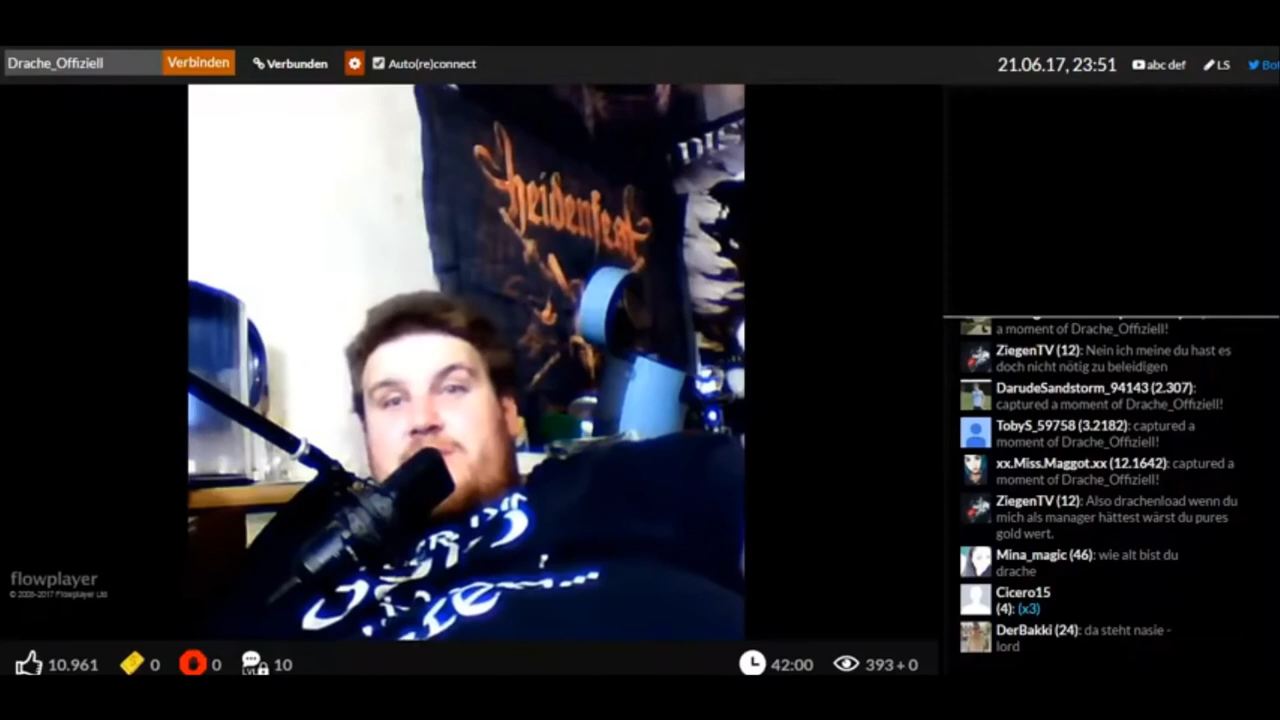 Drache_Offiziell
Verbinden
Verbunden
Auto(re)connect
21.06.17, 23:51
abc def
LS
heidenfest
a moment of Drache_Offiziell!
ZiegenTV (12): Nein ich meine du hast es
doch nicht nötig zu beleidigen
DarudeSandstorm_94143 (2.307):
captured a moment of Drache_Offiziell!
TobyS_59758 (3.2182): captured a
moment of Drache_Offiziell!
xx.Miss.Maggot.xx (12.1642): captured a
moment of Drache_Offiziell!
ZiegenTV (12): Also drachenload wenn du
mich als manager hättest wärst du pures
gold wert.
Mina_magic (46): wie alt bist du
drache
Cicero15
(4): (x3)
DerBakki (24): da steht nasie -
lord
flowplayer
© 2008-2017 Flowplayer Ltd
10.961
0
0
LVL
10
42:00
393 + 0